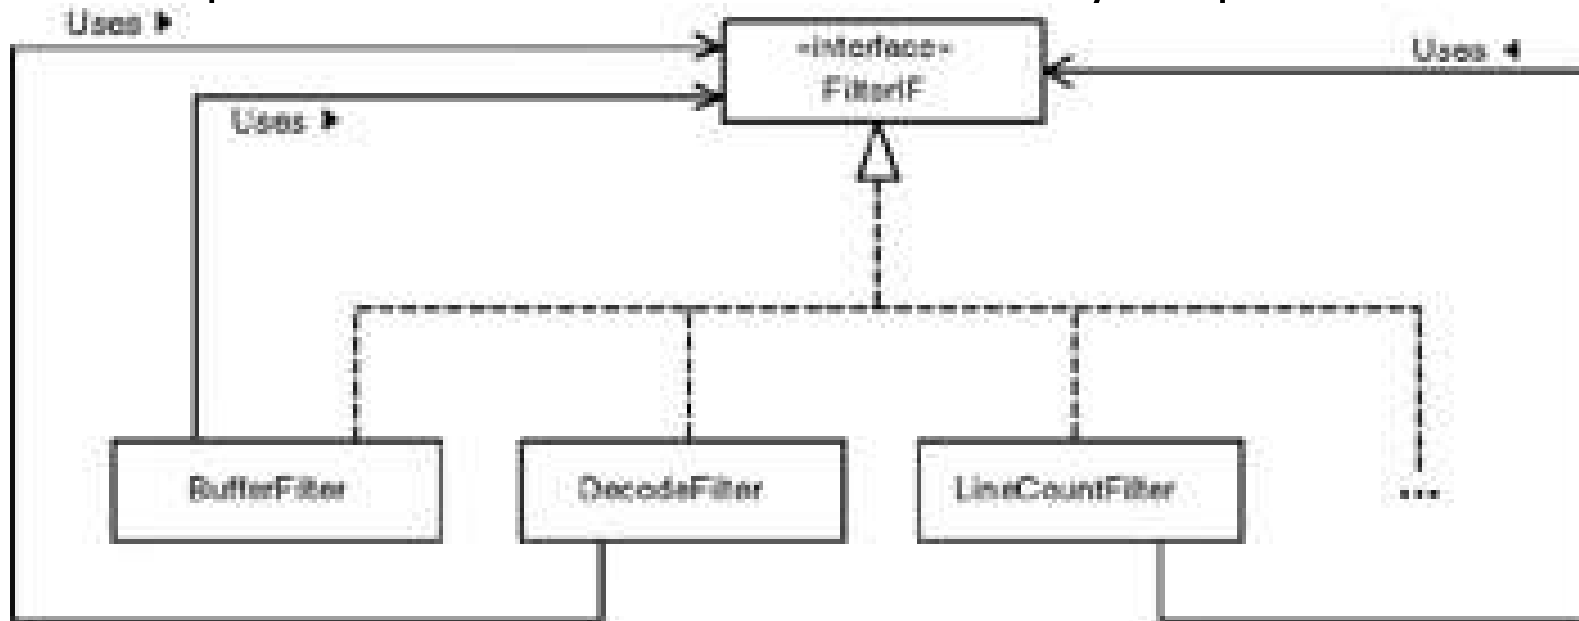 Uses ▶
«interface»
FilterIF
Uses ◀
Uses ▶
BufferFilter
DecodeFilter
LineCountFilter
...